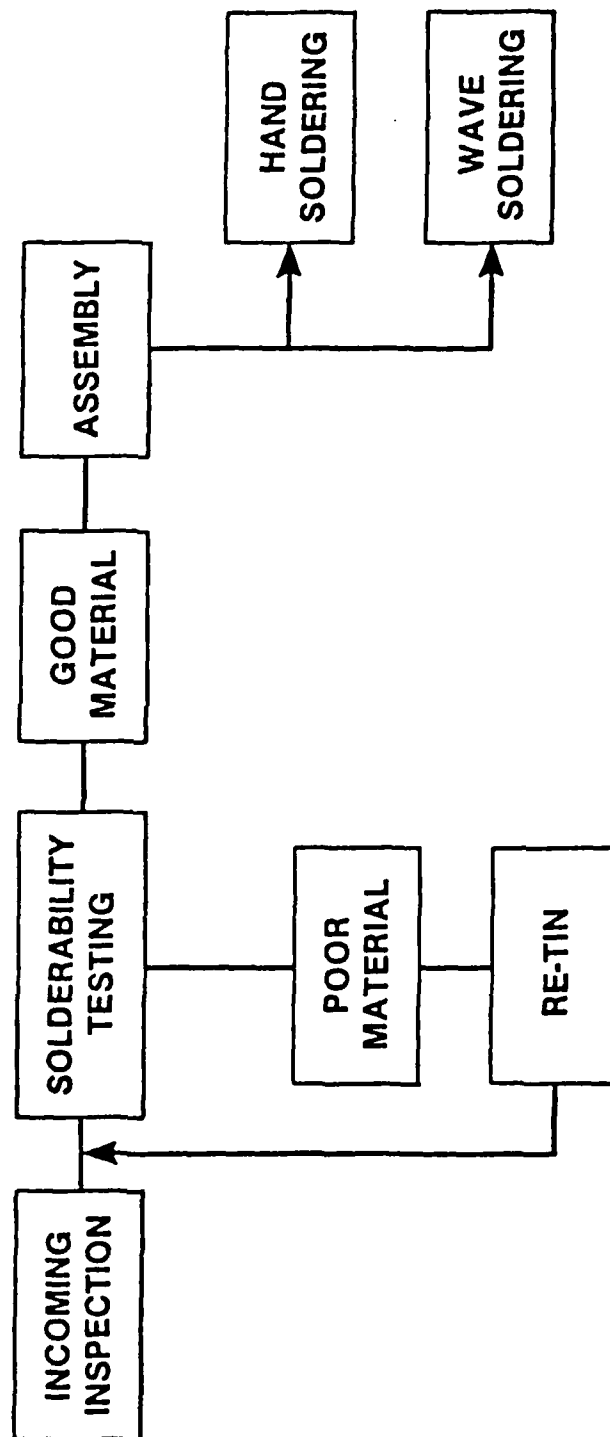 INCOMING
INSPECTION
SOLDERABILITY
TESTING
GOOD
MATERIAL
ASSEMBLY
POOR
MATERIAL
RE-TIN
HAND
SOLDERING
WAVE
SOLDERING